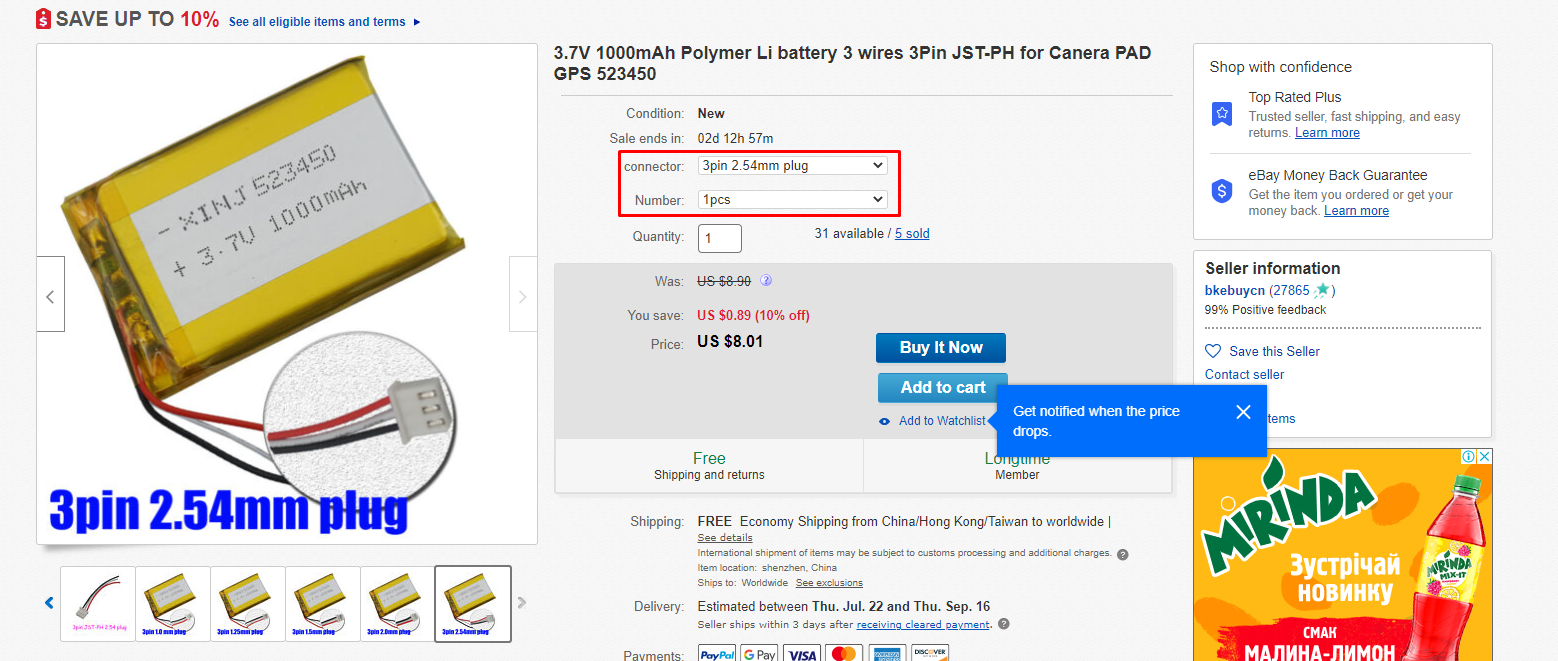 SAVE UP TO 10% See all eligible items and terms
- XINJ 523450
+ 3.7V 1000mAh
3pin 2.54mm plug
3pin JST-PH 2.54 plug
3pin 1.0 mm plug
3pin 1.25mm plug
3pin 1.5mm plug
3pin 2.0mm plug
3pin 2.54mm plug
3.7V 1000mAh Polymer Li battery 3 wires 3Pin JST-PH for Canera PAD
GPS 523450
Condition: New
Sale ends in: 02d 12h 57m
connector: 3pin 2.54mm plug
Number: 1pcs
Quantity: 1 31 available / 5 sold
Was: US $8.90 ?
You save: US $0.89 (10% off)
Price: US $8.01
Buy It Now
Add to cart
Add to Watchlist
Get notified when the price
drops.
Free
Shipping and returns
Longtime
Member
Shipping: FREE Economy Shipping from China/Hong Kong/Taiwan to worldwide |
See details
International shipment of items may be subject to customs processing and additional charges. ?
Item location: shenzhen, China
Ships to: Worldwide See exclusions
Delivery: Estimated between Thu. Jul. 22 and Thu. Sep. 16
Seller ships within 3 days after receiving cleared payment. ?
Payments: PayPal G Pay VISA MasterCard AMERICAN EXPRESS DISCOVER
Shop with confidence
Top Rated Plus
Trusted seller, fast shipping, and easy
returns. Learn more
eBay Money Back Guarantee
Get the item you ordered or get your
money back. Learn more
Seller information
bkebuycn (27865 )
99% Positive feedback
Save this Seller
Contact seller
tems
MIRINDA
Зустрічай
новинку
СМАК
МАЛИНА-ЛИМОН
MIRINDA
MIX-IT